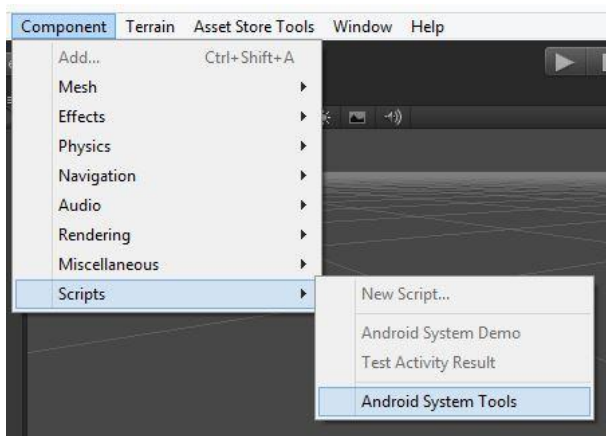 Component Terrain Asset Store Tools Window Help
Add... Ctrl+Shift+A
Mesh
Effects
Physics
Navigation
Audio
Rendering
Miscellaneous
Scripts
New Script...
Android System Demo
Test Activity Result
Android System Tools